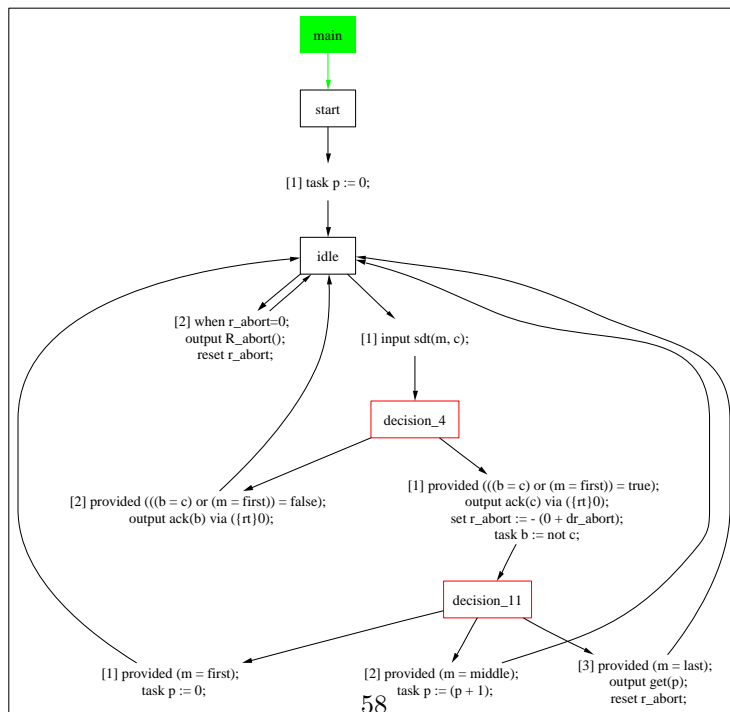 main
start
[1] task p := 0;
idle
[2] when r_abort=0;
output R_abort();
reset r_abort;
[1] input sdt(m, c);
decision_4
[2] provided (((b = c) or (m = first)) = false);
output ack(b) via ({rt}0);
[1] provided (((b = c) or (m = first)) = true);
output ack(c) via ({rt}0);
set r_abort := - (0 + dr_abort);
task b := not c;
decision_11
[1] provided (m = first);
task p := 0;
[2] provided (m = middle);
task p := (p + 1);
[3] provided (m = last);
output get(p);
reset r_abort;
58